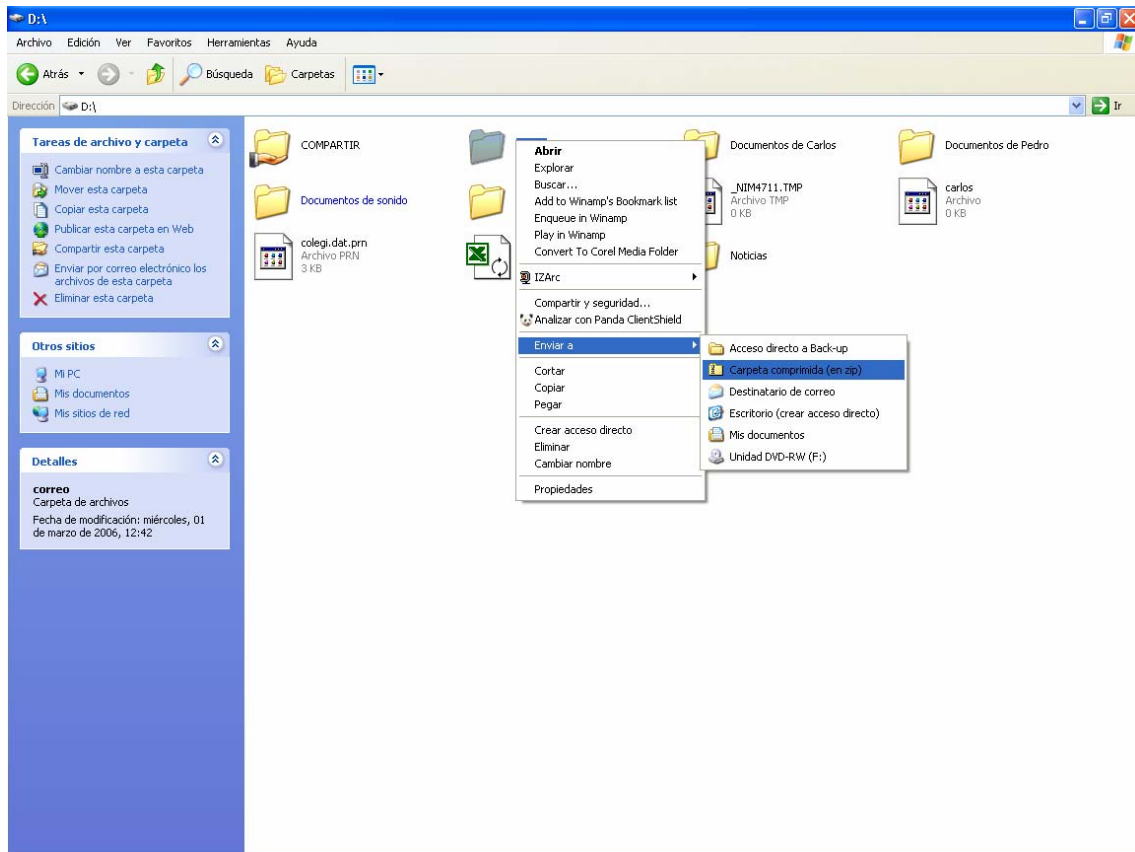 D:\
Archivo Edición Ver Favoritos Herramientas Ayuda
Atrás Búsqueda Carpetas
Dirección D:\ Ir
Tareas de archivo y carpeta
Cambiar nombre a esta carpeta
Mover esta carpeta
Copiar esta carpeta
Publicar esta carpeta en Web
Compartir esta carpeta
Enviar por correo electrónico los
archivos de esta carpeta
Eliminar esta carpeta
Otros sitios
Mi PC
Mis documentos
Mis sitios de red
Detalles
correo
Carpeta de archivos
Fecha de modificación: miércoles, 01
de marzo de 2006, 12:42
COMPARTIR
Documentos de Carlos
Documentos de Pedro
Documentos de sonido
_NIM4711.TMP
Archivo TMP
0 KB
carlos
Archivo
0 KB
colegi.dat.prn
Archivo PRN
3 KB
Noticias
Abrir
Explorar
Buscar...
Add to Winamp's Bookmark list
Enqueue in Winamp
Play in Winamp
Convert To Corel Media Folder
IZArc
Compartir y seguridad...
Analizar con Panda ClientShield
Enviar a
Cortar
Copiar
Pegar
Crear acceso directo
Eliminar
Cambiar nombre
Propiedades
Acceso directo a Back-up
Carpeta comprimida (en zip)
Destinatario de correo
Escritorio (crear acceso directo)
Mis documentos
Unidad DVD-RW (F:)